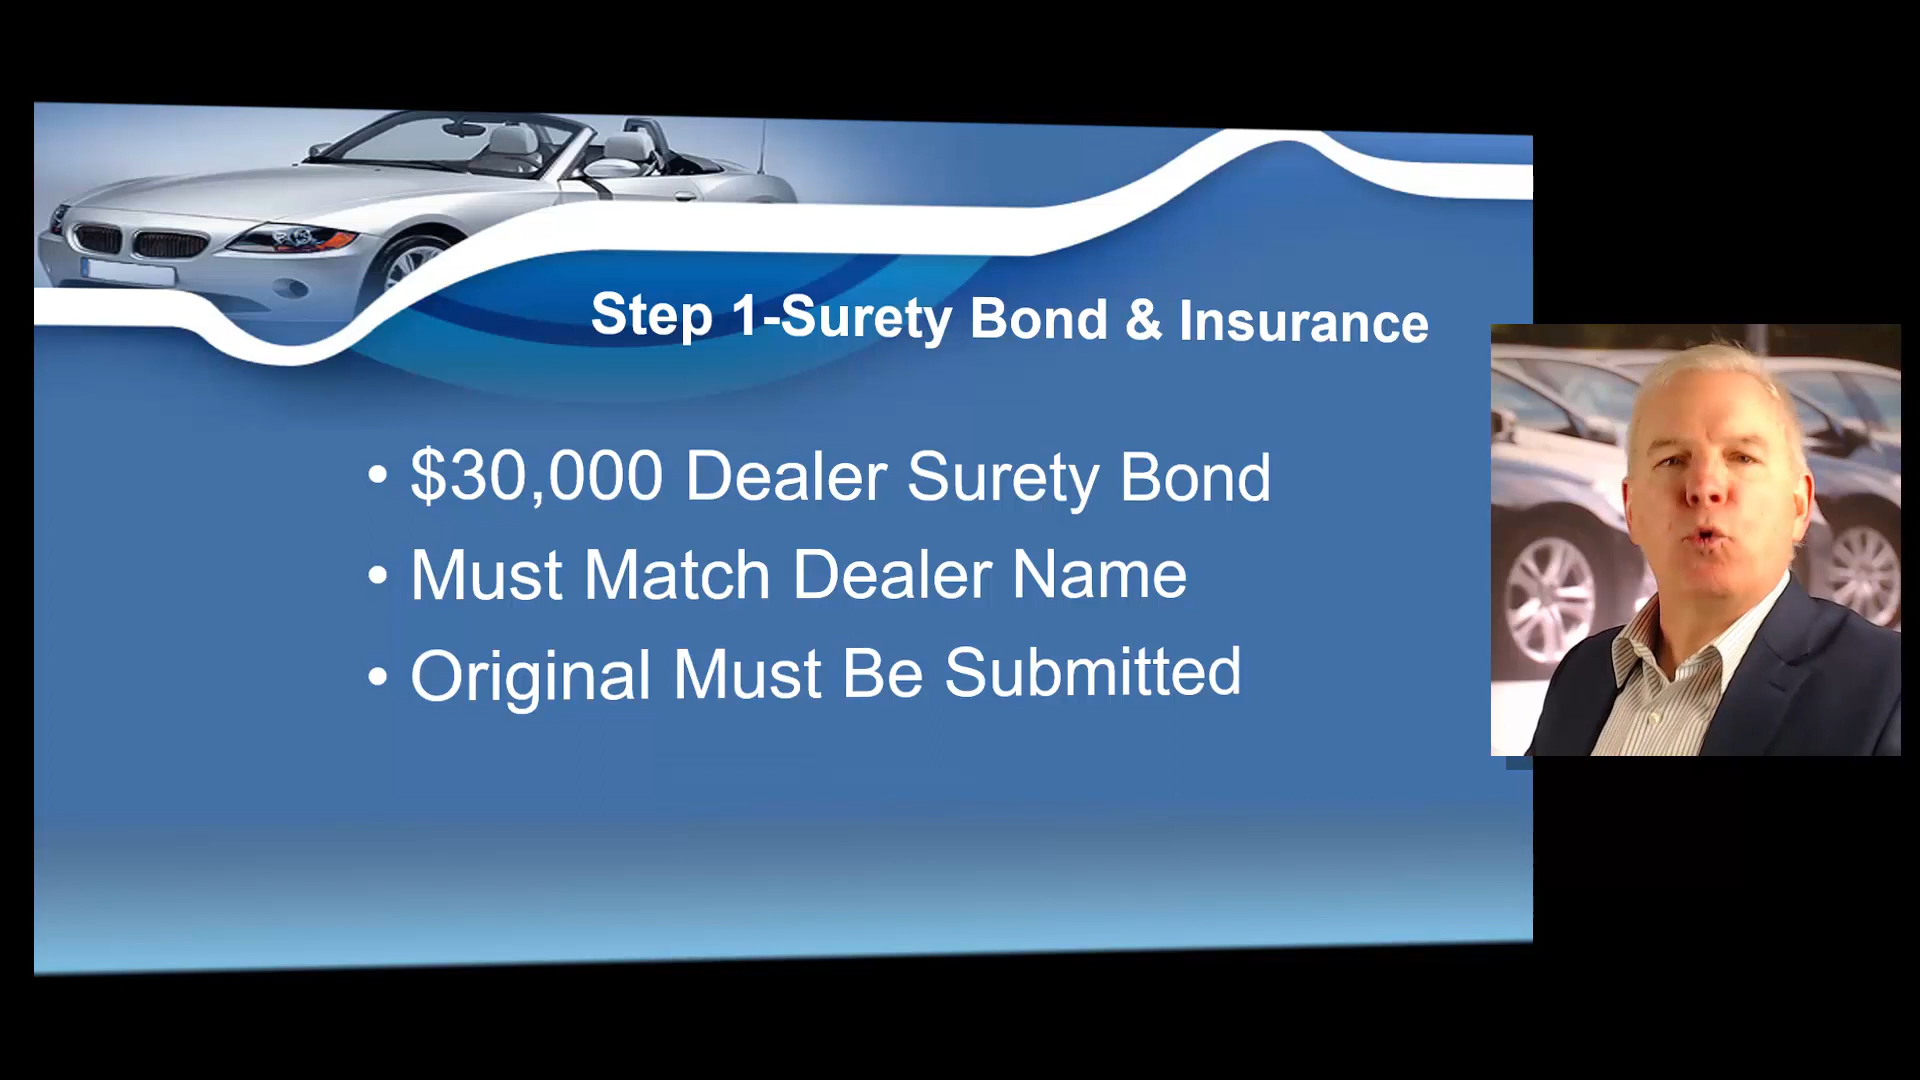 Step 1-Surety Bond & Insurance
• $30,000 Dealer Surety Bond
• Must Match Dealer Name
• Original Must Be Submitted